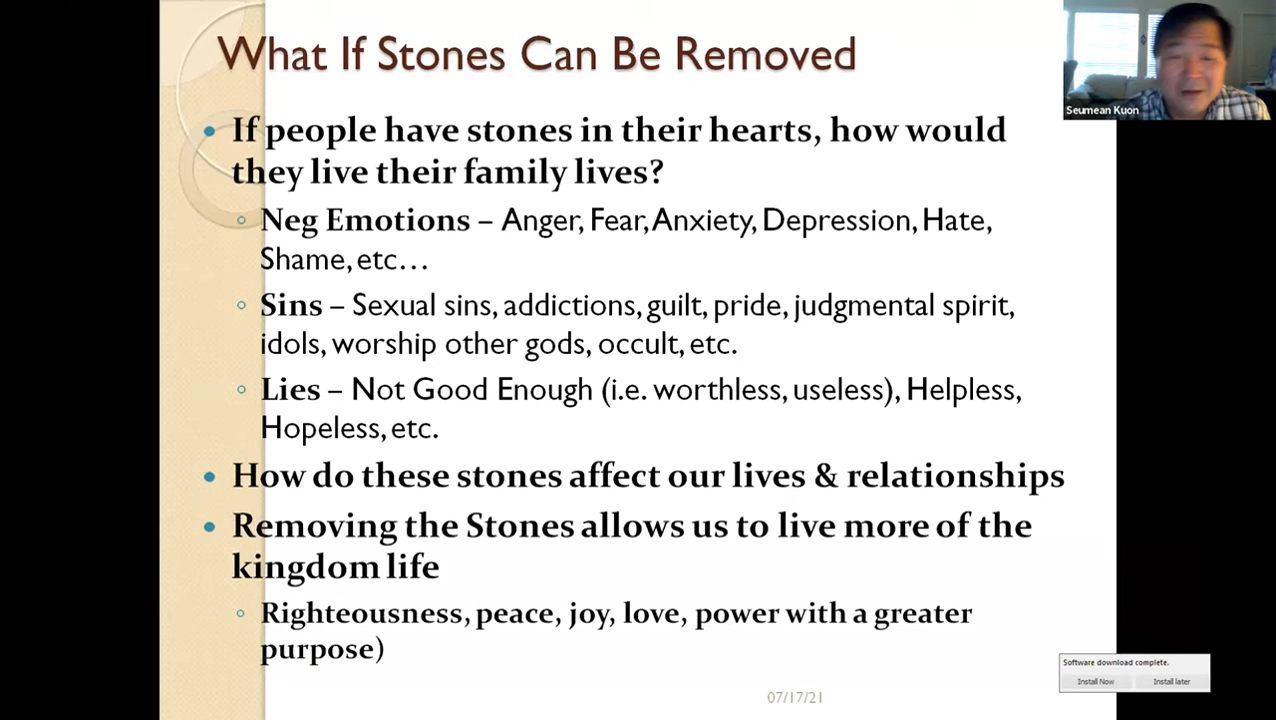 What If Stones Can Be Removed
Seumean Kuon
• If people have stones in their hearts, how would
they live their family lives?
◦ Neg Emotions – Anger, Fear, Anxiety, Depression, Hate,
Shame, etc…
◦ Sins – Sexual sins, addictions, guilt, pride, judgmental spirit,
idols, worship other gods, occult, etc.
◦ Lies – Not Good Enough (i.e. worthless, useless), Helpless,
Hopeless, etc.
• How do these stones affect our lives & relationships
• Removing the Stones allows us to live more of the
kingdom life
◦ Righteousness, peace, joy, love, power with a greater
purpose)
Software download complete.
Install Now Install later
07/17/21